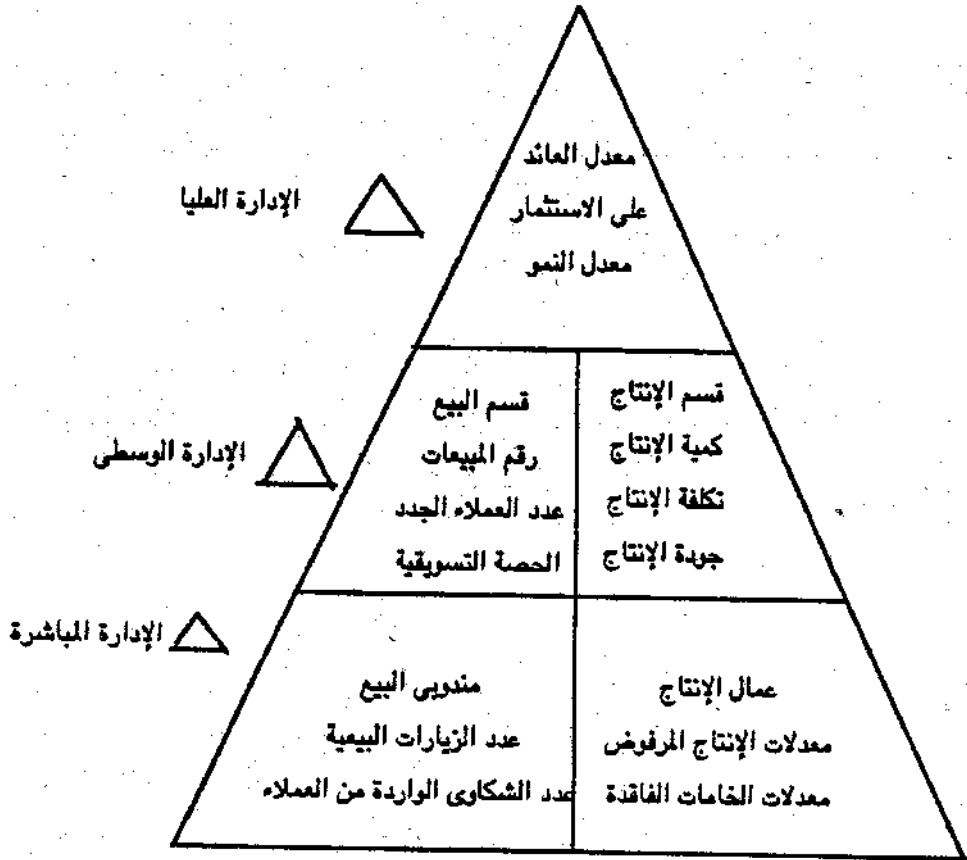 معدل العائد
على الاستثمار
معدل النمو
الإدارة العليا
قسم الإنتاج
كمية الإنتاج
تكلفة الإنتاج
جودة الإنتاج
قسم البيع
رقم المبيعات
عدد العملاء الجدد
الحصة التسويقية
الإدارة الوسطى
عمال الإنتاج
معدلات الإنتاج المرفوض
معدلات الخامات الفاقدة
مندوبى البيع
عدد الزيارات البيعية
عدد الشكاوى الواردة من العملاء
الإدارة المباشرة